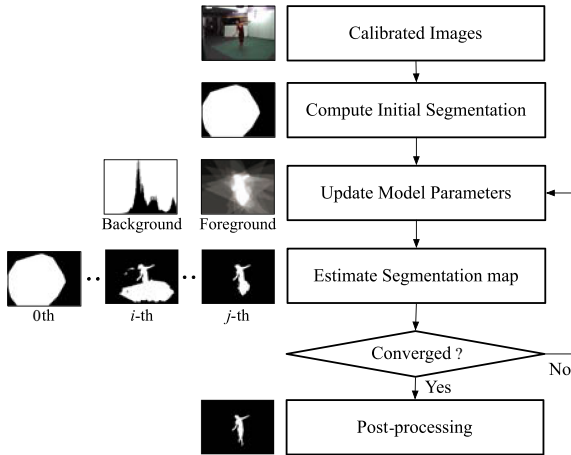 Calibrated Images
Compute Initial Segmentation
Update Model Parameters
Background
Foreground
Estimate Segmentation map
0th
i-th
j-th
Converged ?
No
Yes
Post-processing